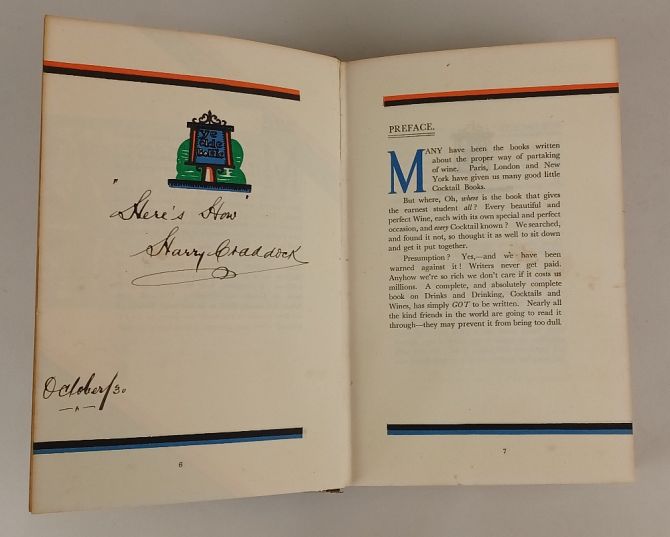 "Here's How"
Harry Craddock
October/30
6
PREFACE.
MANY have been the books written
about the proper way of partaking
of wine. Paris, London and New
York have given us many good little
Cocktail Books.
But where, Oh, where is the book that gives
the earnest student all? Every beautiful and
perfect Wine, each with its own special and perfect
occasion, and every Cocktail known? We searched,
and found it not, so thought it as well to sit down
and get it put together.
Presumption? Yes,—and we have been
warned against it! Writers never get paid.
Anyhow we're so rich we don't care if it costs us
millions. A complete, and absolutely complete
book on Drinks and Drinking, Cocktails and
Wines, has simply GOT to be written. Nearly all
the kind friends in the world are going to read it
through—they may prevent it from being too dull.
7